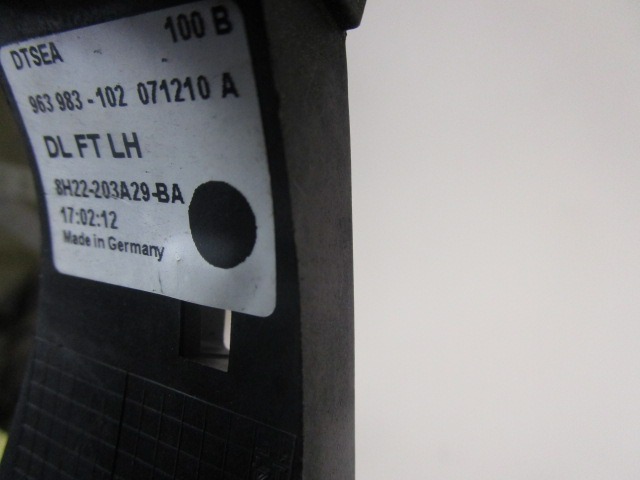 DTSEA 100 B
963 983-102 071210 A
DL FT LH
8H22-203A29-BA
17:02:12
Made in Germany